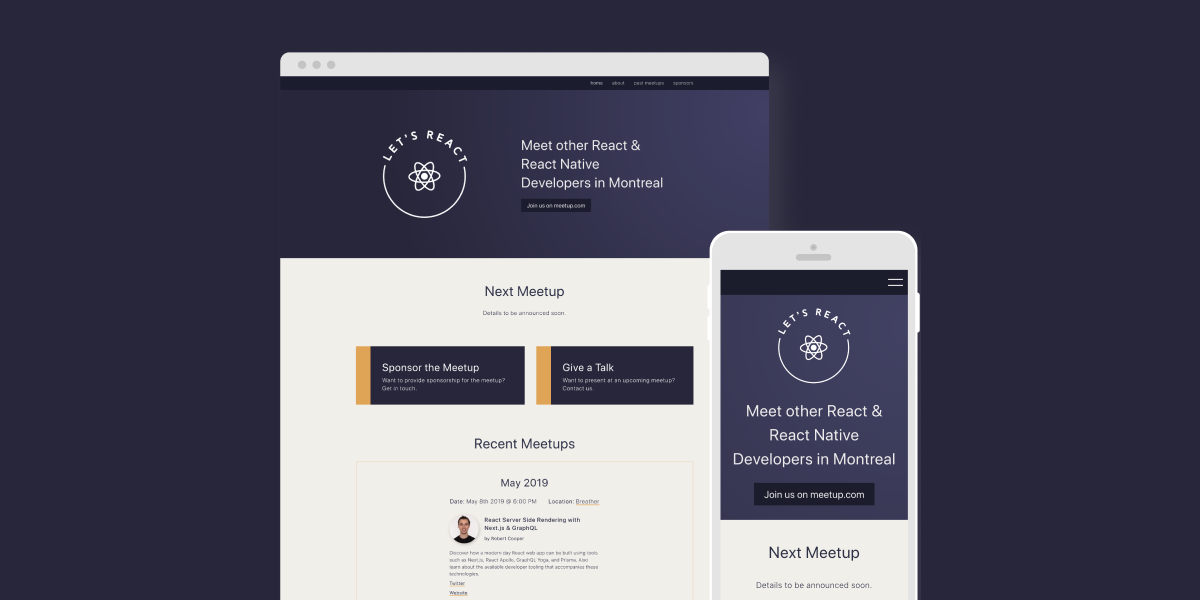 home about past meetups sponsors
LET'S REACT
Meet other React &
React Native
Developers in Montreal
Join us on meetup.com
Next Meetup
Details to be announced soon.
Sponsor the Meetup
Want to provide sponsorship for the meetup?
Get in touch.
Give a Talk
Want to present at an upcoming meetup?
Contact us.
Recent Meetups
May 2019
Date: May 8th 2019 @ 6:00 PM Location: Breather
React Server Side Rendering with
Next.js & GraphQL
by Robert Cooper
Discover how a modern day React web app can be built using tools
such as Next.js, React Apollo, GraphQL Yoga, and Prisma. Also
learn about the available developer tooling that accompanies these
technologies.
Twitter
Website
LET'S REACT
Meet other React &
React Native
Developers in Montreal
Join us on meetup.com
Next Meetup
Details to be announced soon.